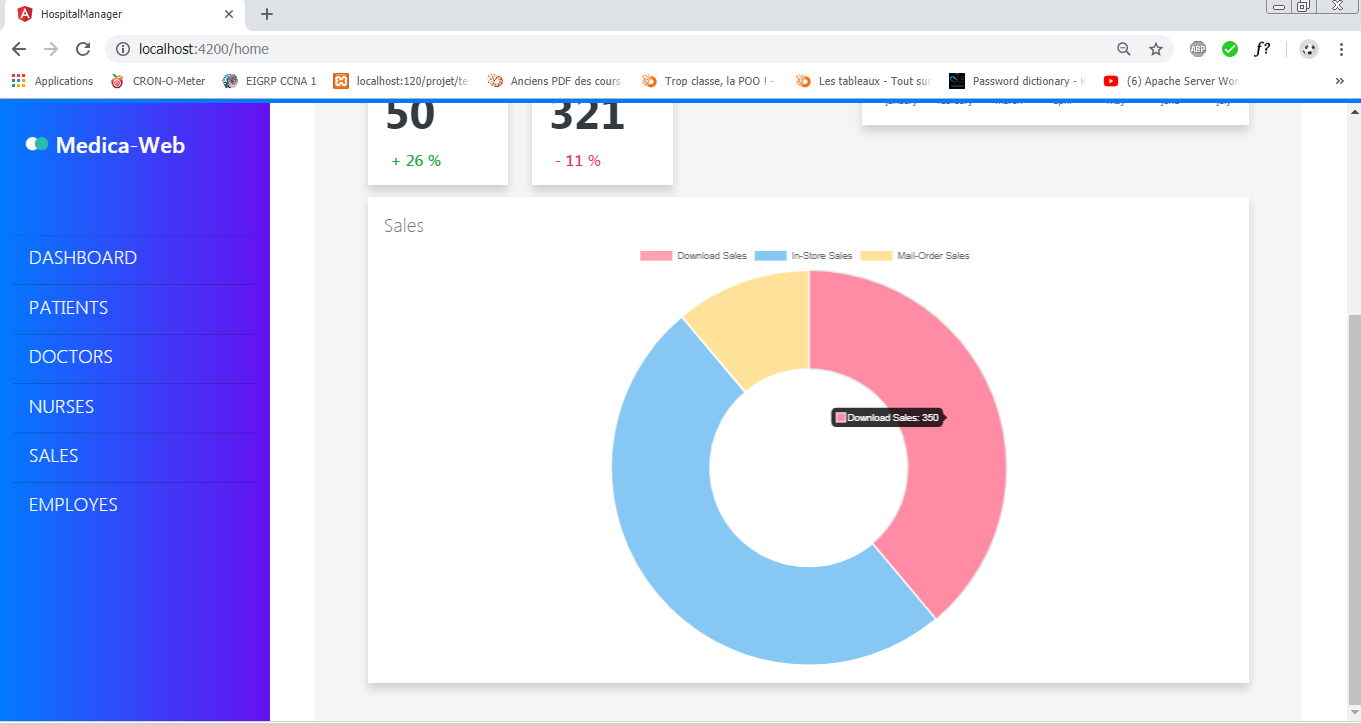 HospitalManager
localhost:4200/home
ABP
f?
Applications
CRON-O-Meter
EIGRP CCNA 1
localhost:120/projet/te
Anciens PDF des cours
Trop classe, la POO ! -
Les tableaux - Tout sur
Password dictionary - K
(6) Apache Server Won
»
Medica-Web
DASHBOARD
PATIENTS
DOCTORS
NURSES
SALES
EMPLOYES
50
+ 26 %
321
- 11 %
Sales
Download Sales
In-Store Sales
Mail-Order Sales
Download Sales: 350